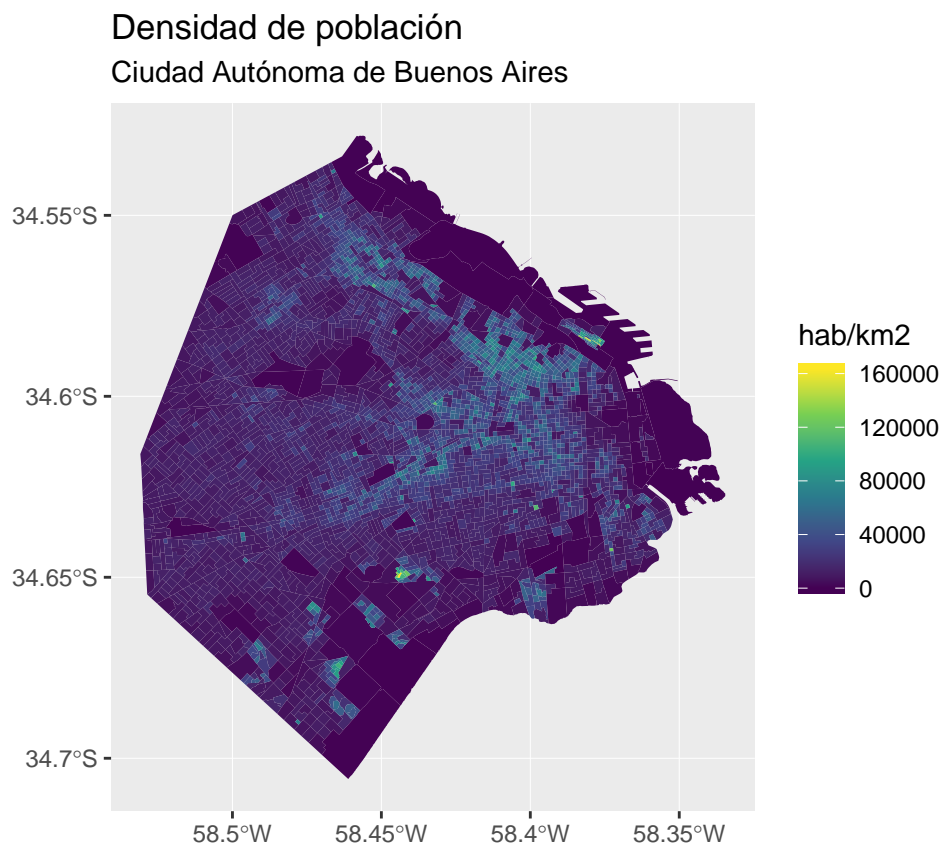 Densidad de población
Ciudad Autónoma de Buenos Aires
34.55°S
34.6°S
34.65°S
34.7°S
58.5°W 58.45°W 58.4°W 58.35°W
hab/km2
160000
120000
80000
40000
0